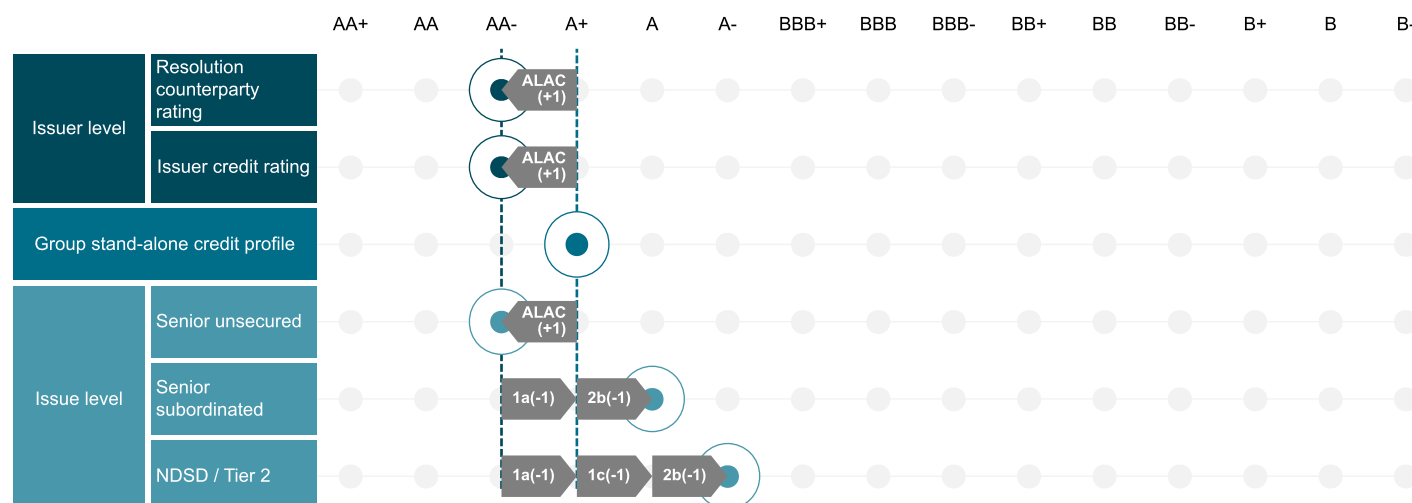 AA+ AA AA- A+ A A- BBB+ BBB BBB- BB+ BB BB- B+ B B-
Issuer level
Resolution
counterparty
rating
ALAC
(+1)
Issuer credit rating
ALAC
(+1)
Group stand-alone credit profile
Issue level
Senior unsecured
ALAC
(+1)
Senior
subordinated
1a(-1) 2b(-1)
NDSD / Tier 2
1a(-1) 1c(-1) 2b(-1)